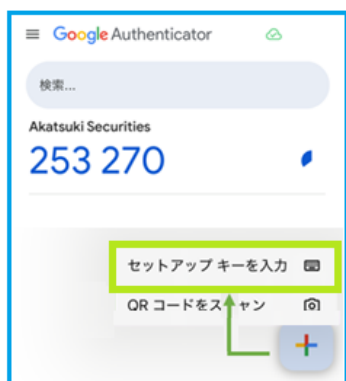 Google Authenticator
検索...
Akatsuki Securities
253 270
セットアップ キーを入力
QR コードをスキャン